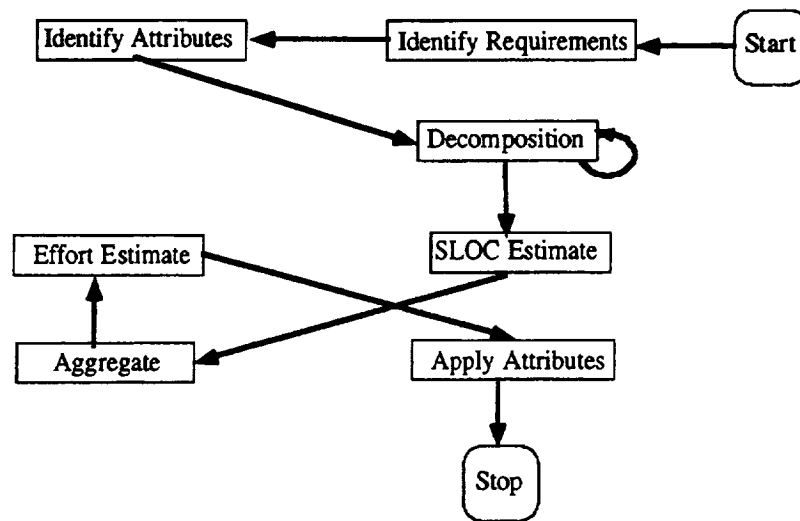 Identify Attributes
Identify Requirements
Start
Decomposition
Effort Estimate
SLOC Estimate
Aggregate
Apply Attributes
Stop